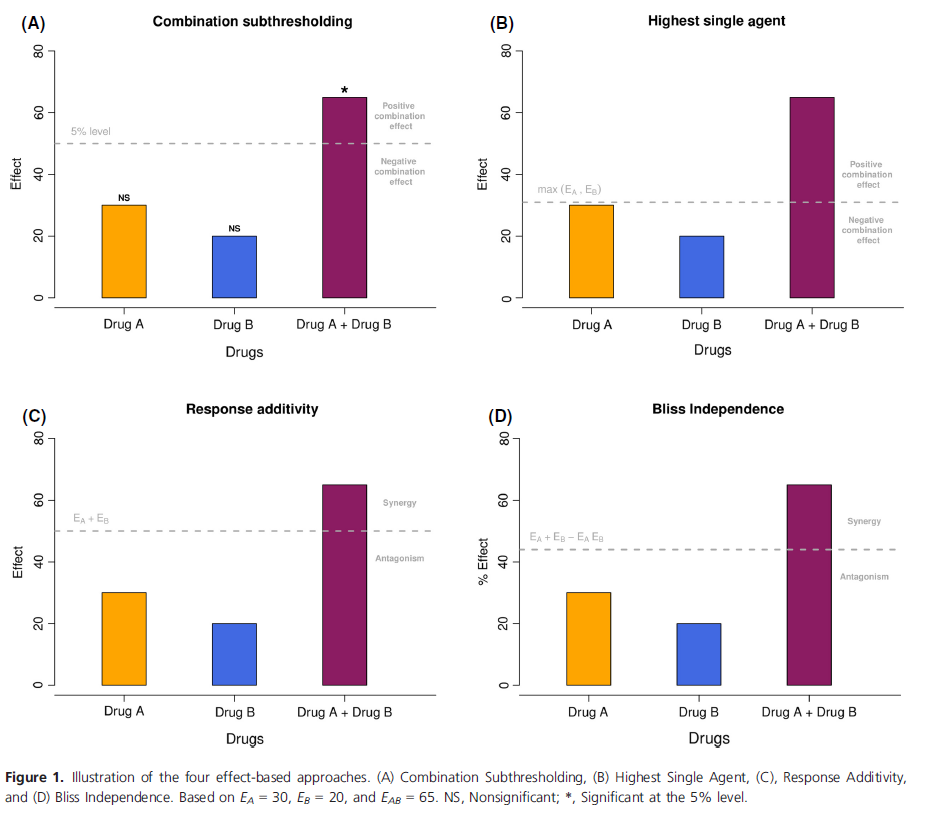 (A)
Combination subthresholding
80
60
40
20
0
Effect
5% level
NS
NS
*
Positive
combination
effect
Negative
combination
effect
Drug A
Drug B
Drug A + Drug B
Drugs
(B)
Highest single agent
80
60
40
20
0
Effect
max (EA , EB)
Positive
combination
effect
Negative
combination
effect
Drug A
Drug B
Drug A + Drug B
Drugs
(C)
Response additivity
80
60
40
20
0
Effect
EA + EB
Synergy
Antagonism
Drug A
Drug B
Drug A + Drug B
Drugs
(D)
Bliss Independence
80
60
40
20
0
% Effect
EA + EB − EA EB
Synergy
Antagonism
Drug A
Drug B
Drug A + Drug B
Drugs
Figure 1. Illustration of the four effect-based approaches. (A) Combination Subthresholding, (B) Highest Single Agent, (C), Response Additivity,
and (D) Bliss Independence. Based on EA = 30, EB = 20, and EAB = 65. NS, Nonsignificant; *, Significant at the 5% level.